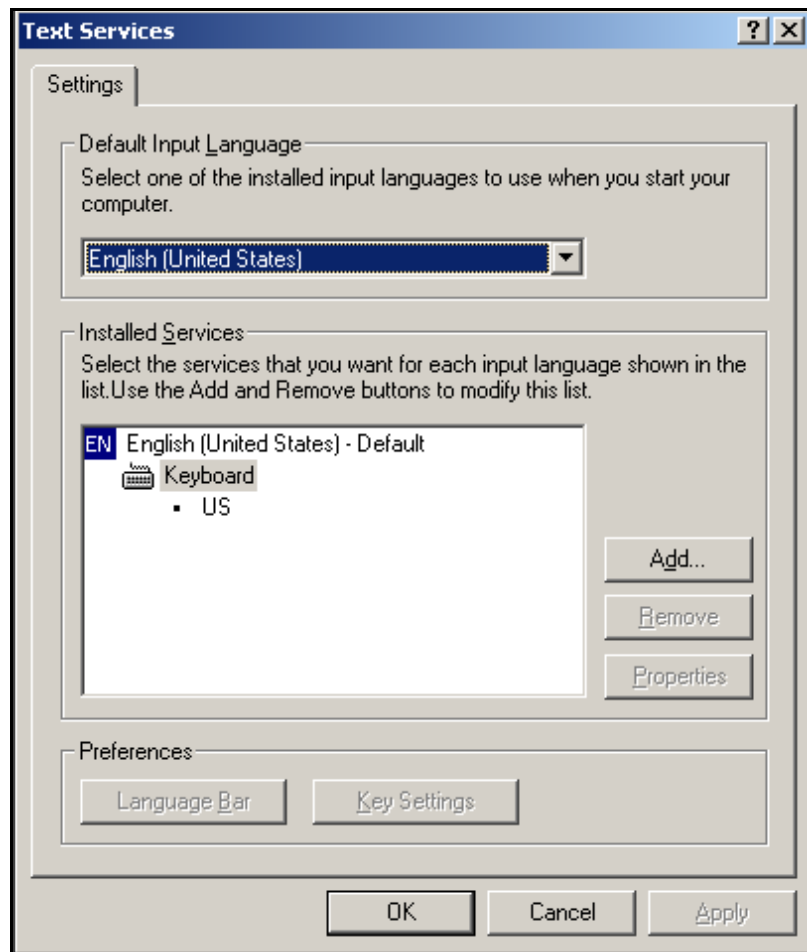 Text Services
Settings
Default Input Language
Select one of the installed input languages to use when you start your
computer.
English (United States)
Installed Services
Select the services that you want for each input language shown in the
list.Use the Add and Remove buttons to modify this list.
EN English (United States) - Default
Keyboard
US
Add...
Remove
Properties
Preferences
Language Bar
Key Settings
OK
Cancel
Apply